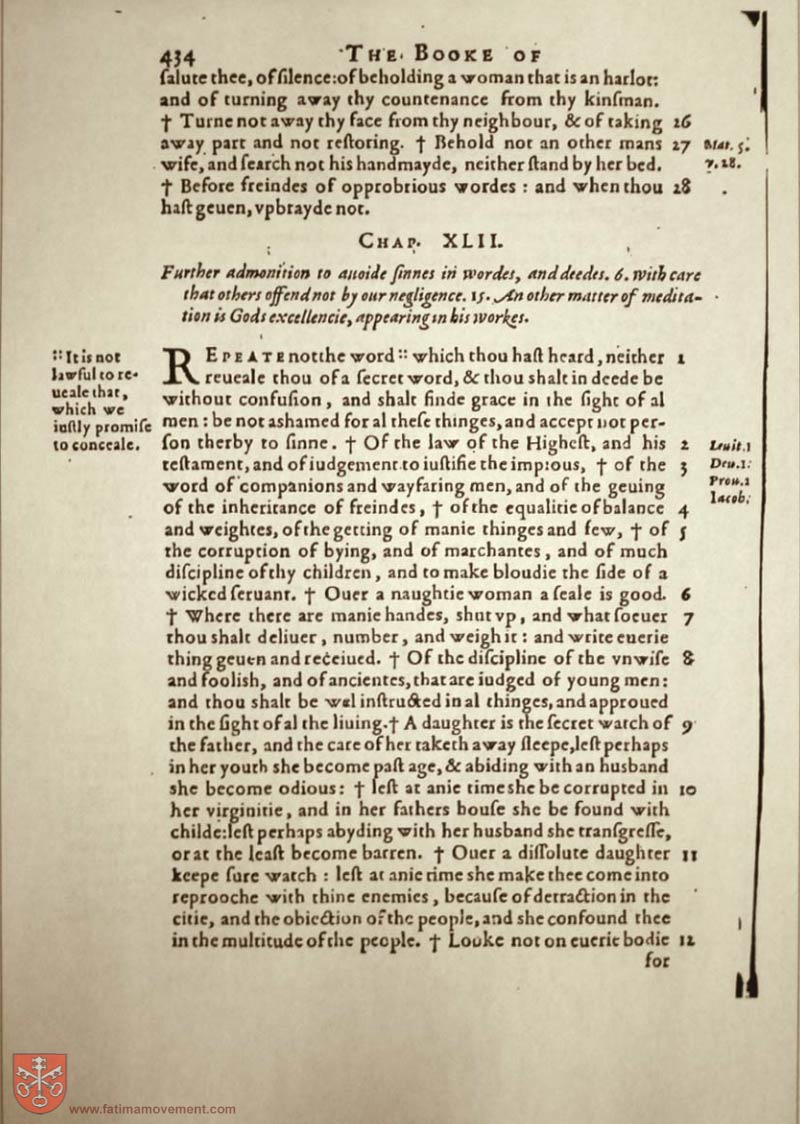 434 THE BOOKE OF
ſalute thee, of ſilence: of beholding a woman that is an harlot:
and of turning away thy countenance from thy kinſman.
† Turne not away thy face from thy neighbour, & of taking 26
away part and not reſtoring. † Behold not an other mans 27 Mat. 5.
wife, and ſearch not his handmayde, neither ſtand by her bed. v. 28.
† Before freindes of opprobrious wordes : and when thou 28
haſt geuen, vpbrayde not.
CHAP. XLII.
Further admonition to auoide ſinnes in wordes, and deedes. 6. with care
that others offend not by our negligence. 15. An other matter of medita-
tion is Gods excellencie, appearing in his workes.
:: It is not
lawful to re-
ueale that,
which we
iuſtly promiſe
to conceale.
REPEATE not the word :: which thou haſt heard, neither 1
reueale thou of a ſecret word, & thou shalt in deede be
without confuſion, and shalt finde grace in the ſight of al
men : be not ashamed for al theſe thinges, and accept not per-
ſon therby to ſinne. † Of the law of the Higheſt, and his 2 Leuit. 1
teſtament, and of iudgement to iuſtifie the impious, † of the 3 Deu. 1:
word of companions and wayfaring men, and of the geuing Prou. 1
of the inheritance of freindes, † of the equalitie of balance 4 Iacob.
and weightes, of the getting of manie thinges and few, † of 5
the corruption of bying, and of marchantes, and of much
diſcipline of thy children, and to make bloudie the ſide of a
wicked ſeruant. † Ouer a naughtie woman a ſeale is good. 6
† Where there are manie handes, shut vp, and what ſoeuer 7
thou shalt deliuer, number, and weigh it : and write euerie
thing geuen and receiued. † Of the diſcipline of the vnwiſe 8
and foolish, and of ancientes, that are iudged of young men:
and thou shalt be wel inſtructed in al thinges, and approued
in the ſight of al the liuing. † A daughter is the ſecret watch of 9
the father, and the care of her taketh away ſleepe, leſt perhaps
in her youth she become paſt age, & abiding with an husband
she become odious: † leſt at anie time she be corrupted in 10
her virginitie, and in her fathers houſe she be found with
childe: leſt perhaps abyding with her husband she tranſgreſſe,
or at the leaſt become barren. † Ouer a diſſolute daughter 11
keepe ſure watch : leſt at anie time she make thee come into
reprooche with thine enemies, becauſe of detraction in the
citie, and the obiection of the people, and she confound thee
in the multitude of the people. † Looke not on euerie bodie 12
for
www.fatimamovement.com